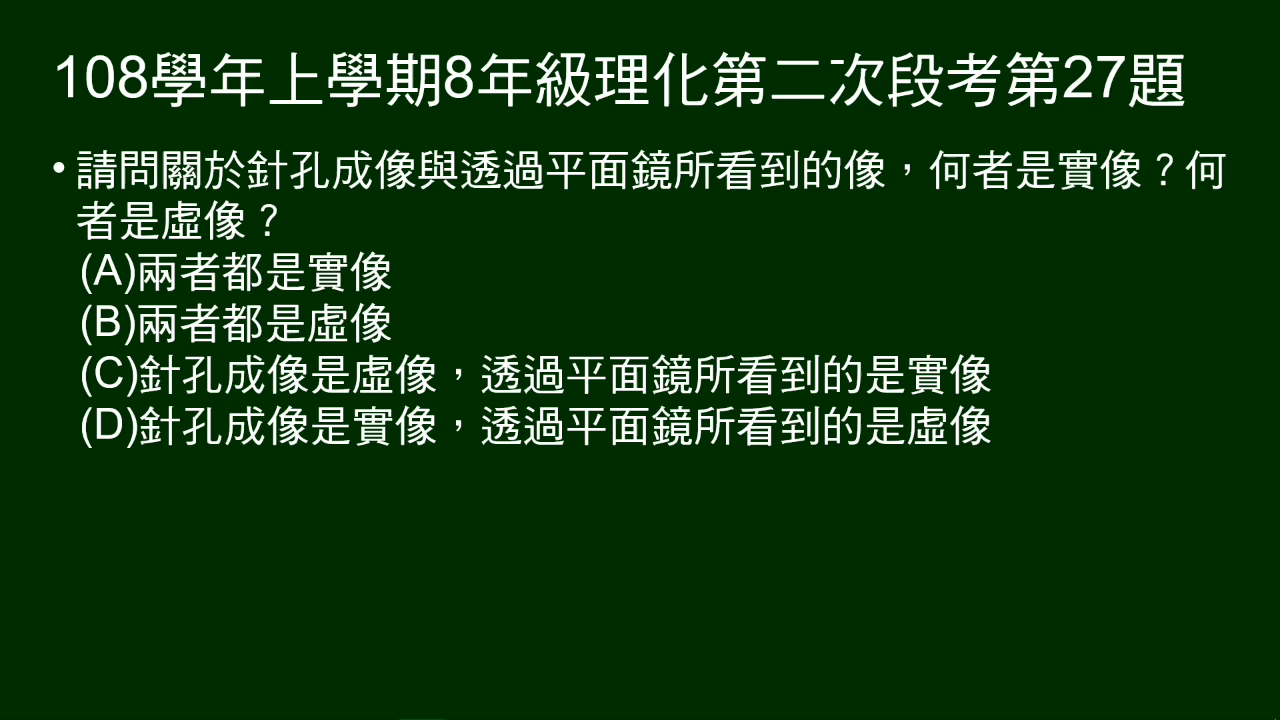 108學年上學期8年級理化第二次段考第27題
• 請問關於針孔成像與透過平面鏡所看到的像，何者是實像？何
者是虛像？
(A)兩者都是實像
(B)兩者都是虛像
(C)針孔成像是虛像，透過平面鏡所看到的是實像
(D)針孔成像是實像，透過平面鏡所看到的是虛像